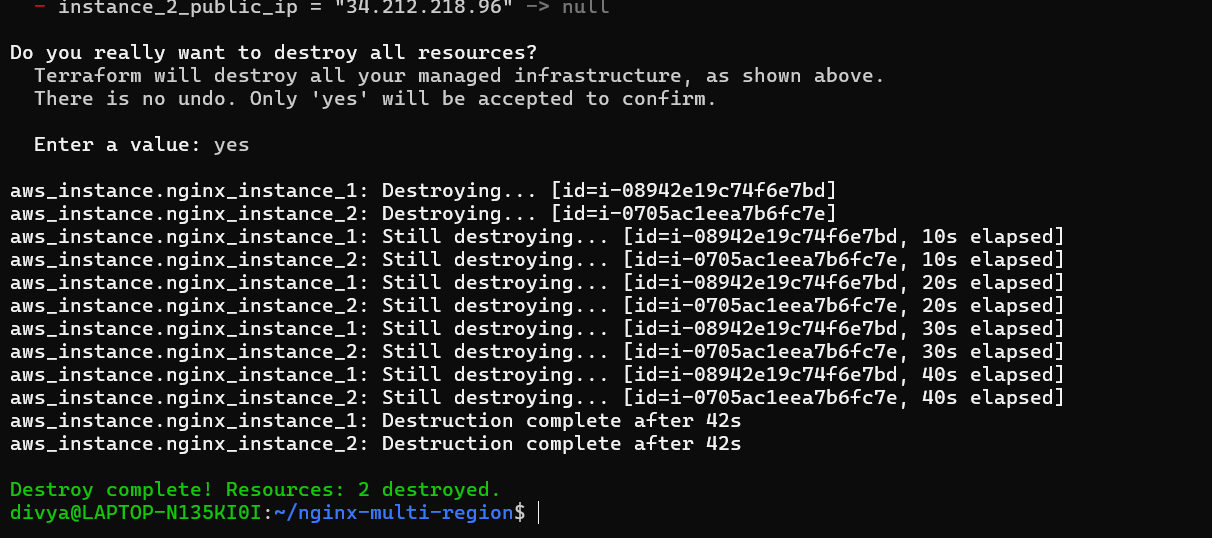 - instance_2_public_ip = "34.212.218.96" -> null
Do you really want to destroy all resources?
Terraform will destroy all your managed infrastructure, as shown above.
There is no undo. Only 'yes' will be accepted to confirm.
Enter a value: yes
aws_instance.nginx_instance_1: Destroying... [id=i-08942e19c74f6e7bd]
aws_instance.nginx_instance_2: Destroying... [id=i-0705ac1eea7b6fc7e]
aws_instance.nginx_instance_1: Still destroying... [id=i-08942e19c74f6e7bd, 10s elapsed]
aws_instance.nginx_instance_2: Still destroying... [id=i-0705ac1eea7b6fc7e, 10s elapsed]
aws_instance.nginx_instance_1: Still destroying... [id=i-08942e19c74f6e7bd, 20s elapsed]
aws_instance.nginx_instance_2: Still destroying... [id=i-0705ac1eea7b6fc7e, 20s elapsed]
aws_instance.nginx_instance_1: Still destroying... [id=i-08942e19c74f6e7bd, 30s elapsed]
aws_instance.nginx_instance_2: Still destroying... [id=i-0705ac1eea7b6fc7e, 30s elapsed]
aws_instance.nginx_instance_1: Still destroying... [id=i-08942e19c74f6e7bd, 40s elapsed]
aws_instance.nginx_instance_2: Still destroying... [id=i-0705ac1eea7b6fc7e, 40s elapsed]
aws_instance.nginx_instance_1: Destruction complete after 42s
aws_instance.nginx_instance_2: Destruction complete after 42s
Destroy complete! Resources: 2 destroyed.
divya@LAPTOP-N135KI0I:~/nginx-multi-region$